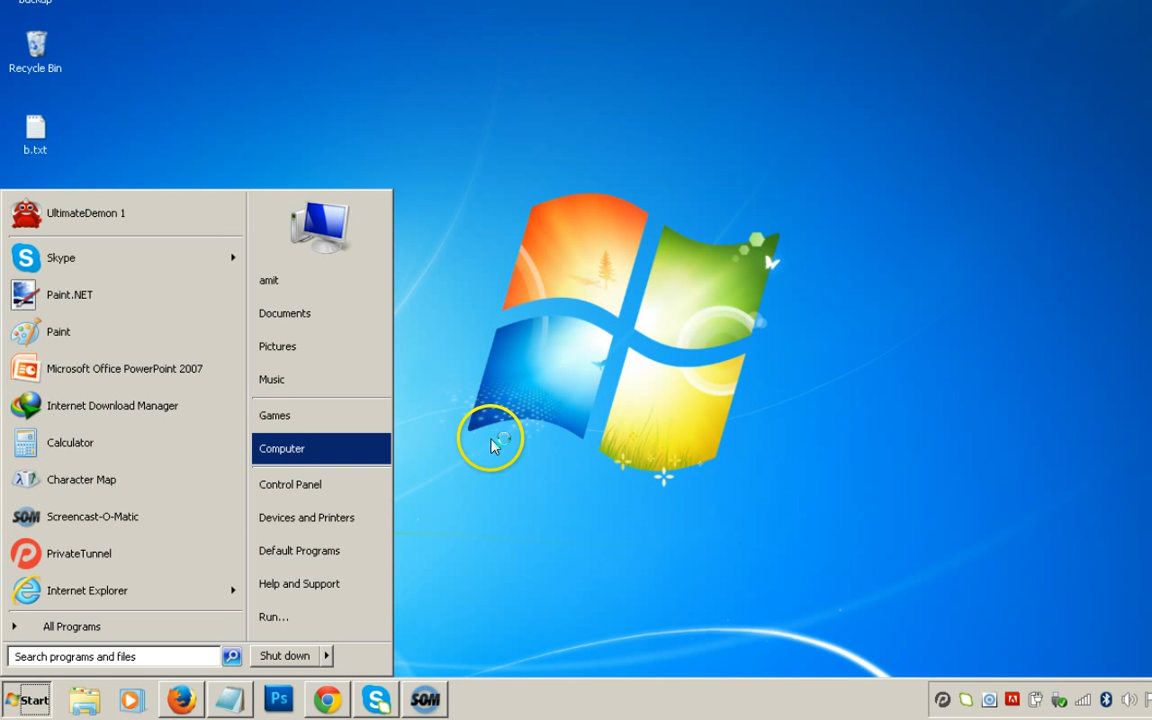 backup
Recycle Bin
b.txt
UltimateDemon 1
Skype
Paint.NET
Paint
Microsoft Office PowerPoint 2007
Internet Download Manager
Calculator
Character Map
Screencast-O-Matic
PrivateTunnel
Internet Explorer
All Programs
Search programs and files
amit
Documents
Pictures
Music
Games
Computer
Control Panel
Devices and Printers
Default Programs
Help and Support
Run...
Shut down
Start
Ps
SOM